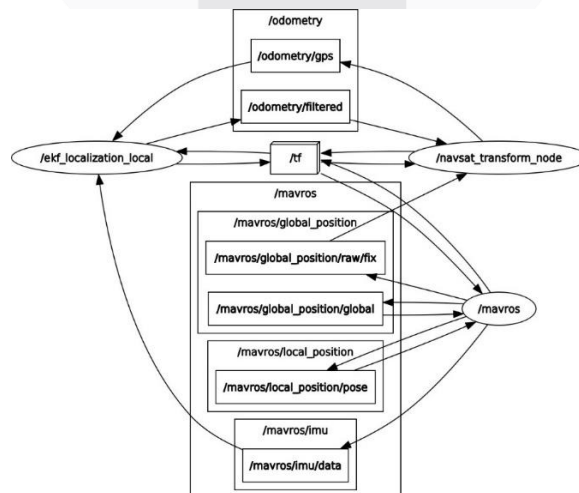 /odometry
/odometry/gps
/odometry/filtered
/ekf_localization_local
/tf
/navsat_transform_node
/mavros
/mavros/global_position
/mavros/global_position/raw/fix
/mavros/global_position/global
/mavros
/mavros/local_position
/mavros/local_position/pose
/mavros/imu
/mavros/imu/data